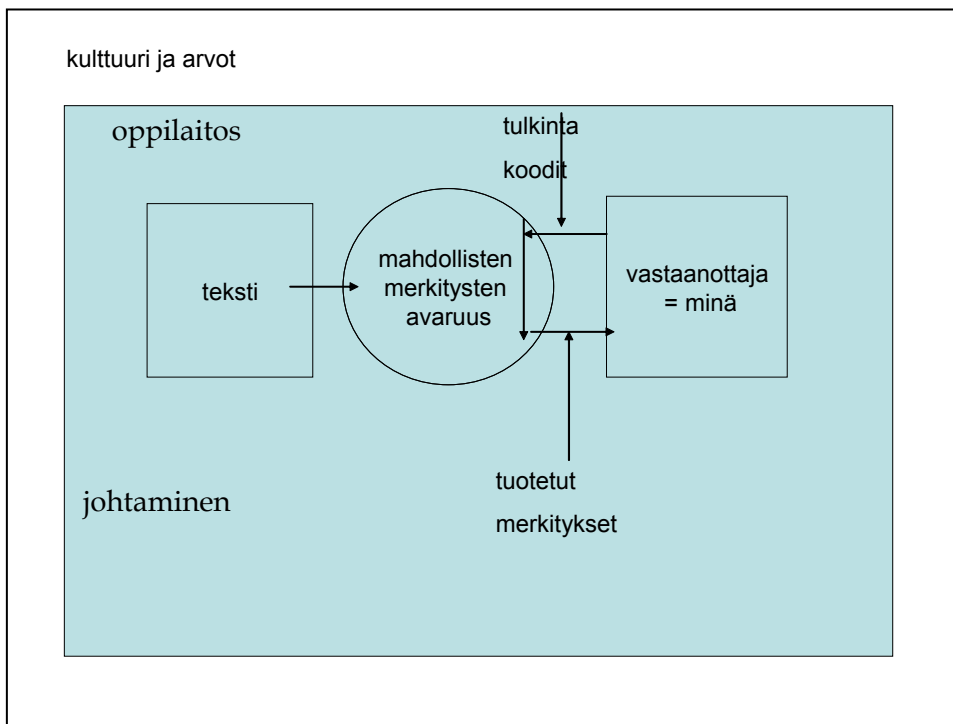 kulttuuri ja arvot
oppilaitos
tulkinta
koodit
teksti
mahdollisten
merkitysten
avaruus
vastaanottaja
= minä
tuotetut
merkitykset
johtaminen